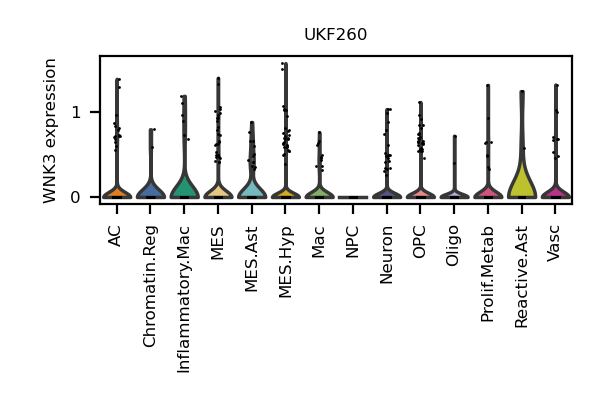 UKF260
WNK3 expression
1
0
AC
Chromatin.Reg
Inflammatory.Mac
MES
MES.Ast
MES.Hyp
Mac
NPC
Neuron
OPC
Oligo
Prolif.Metab
Reactive.Ast
Vasc